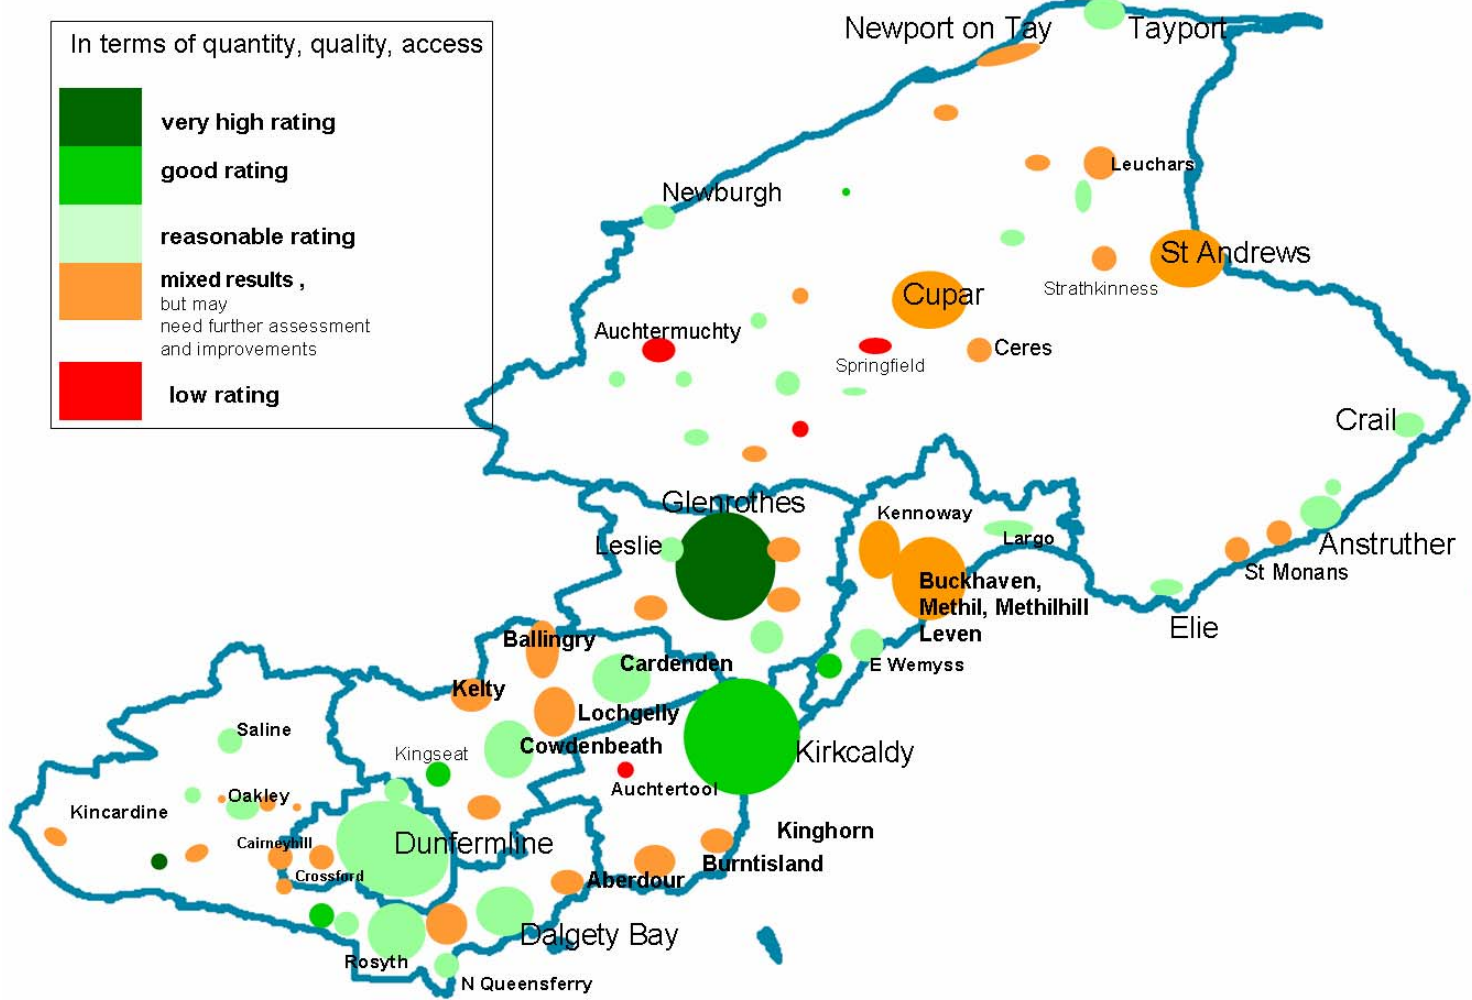 In terms of quantity, quality, access
very high rating
good rating
reasonable rating
mixed results ,
but may
need further assessment
and improvements
low rating
Newport on Tay
Tayport
Leuchars
Newburgh
St Andrews
Strathkinness
Cupar
Auchtermuchty
Springfield
Ceres
Crail
Glenrothes
Kennoway
Leslie
Largo
Anstruther
St Monans
Buckhaven,
Methil, Methilhill
Leven
Elie
Ballingry
Cardenden
E Wemyss
Kelty
Lochgelly
Saline
Cowdenbeath
Kingseat
Kirkcaldy
Auchtertool
Oakley
Kincardine
Kinghorn
Cairneyhill
Dunfermline
Burntisland
Crossford
Aberdour
Dalgety Bay
Rosyth
N Queensferry